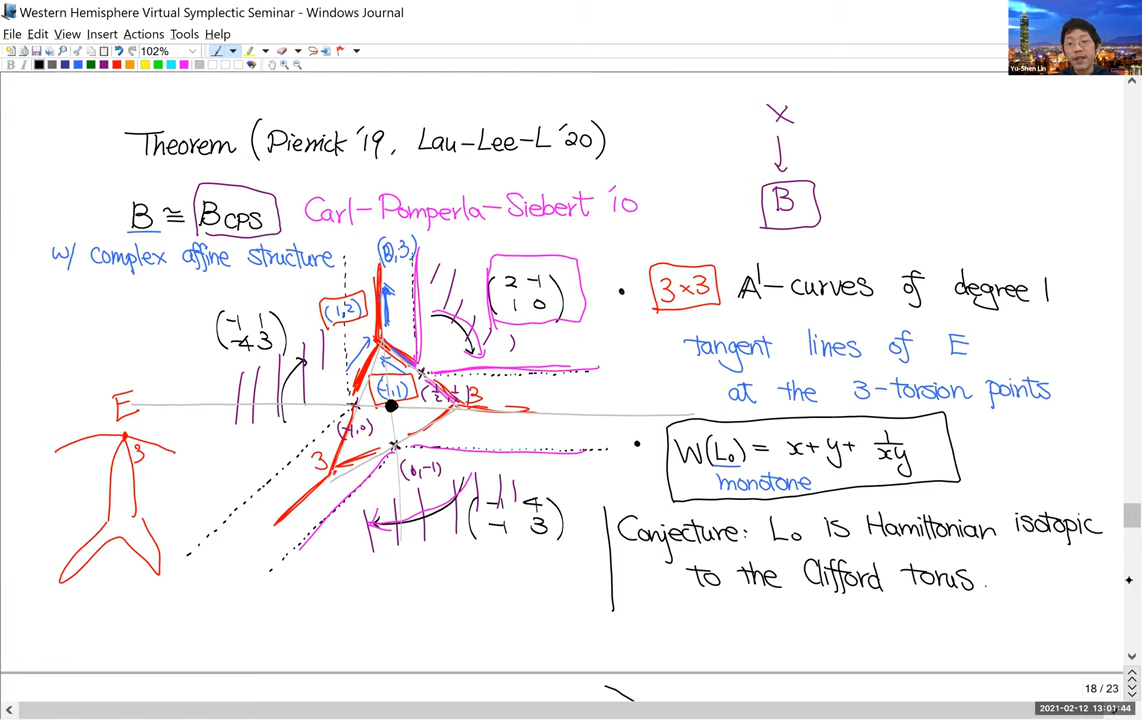 Western Hemisphere Virtual Symplectic Seminar - Windows Journal
File Edit View Insert Actions Tools Help
102%
B I
Yu-Shen Lin
Theorem (Pierrick '19, Lau-Lee-L '20)
X
↓
B
B ≅ B_CPS Carl-Pomperla-Siebert '10
w/ complex affine structure
(0,3)
(1,2)
(2 -1
1 0)
(-1 1
-4 3)
(-1,1)
(½,½)
3
(-1,0)
3
(0,-1)
(-1 4
-1 3)
E
3
• 3×3 A¹-curves of degree 1
tangent lines of E
at the 3-torsion points
• W(L₀) = x+y+ 1/xy
monotone
Conjecture: L₀ is Hamiltonian isotopic
to the Clifford torus.
18 / 23
2021-02-12 13:01:44